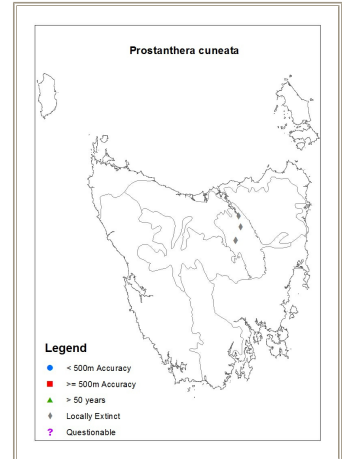 Prostanthera cuneata
Legend
< 500m Accuracy
>= 500m Accuracy
> 50 years
Locally Extinct
? Questionable